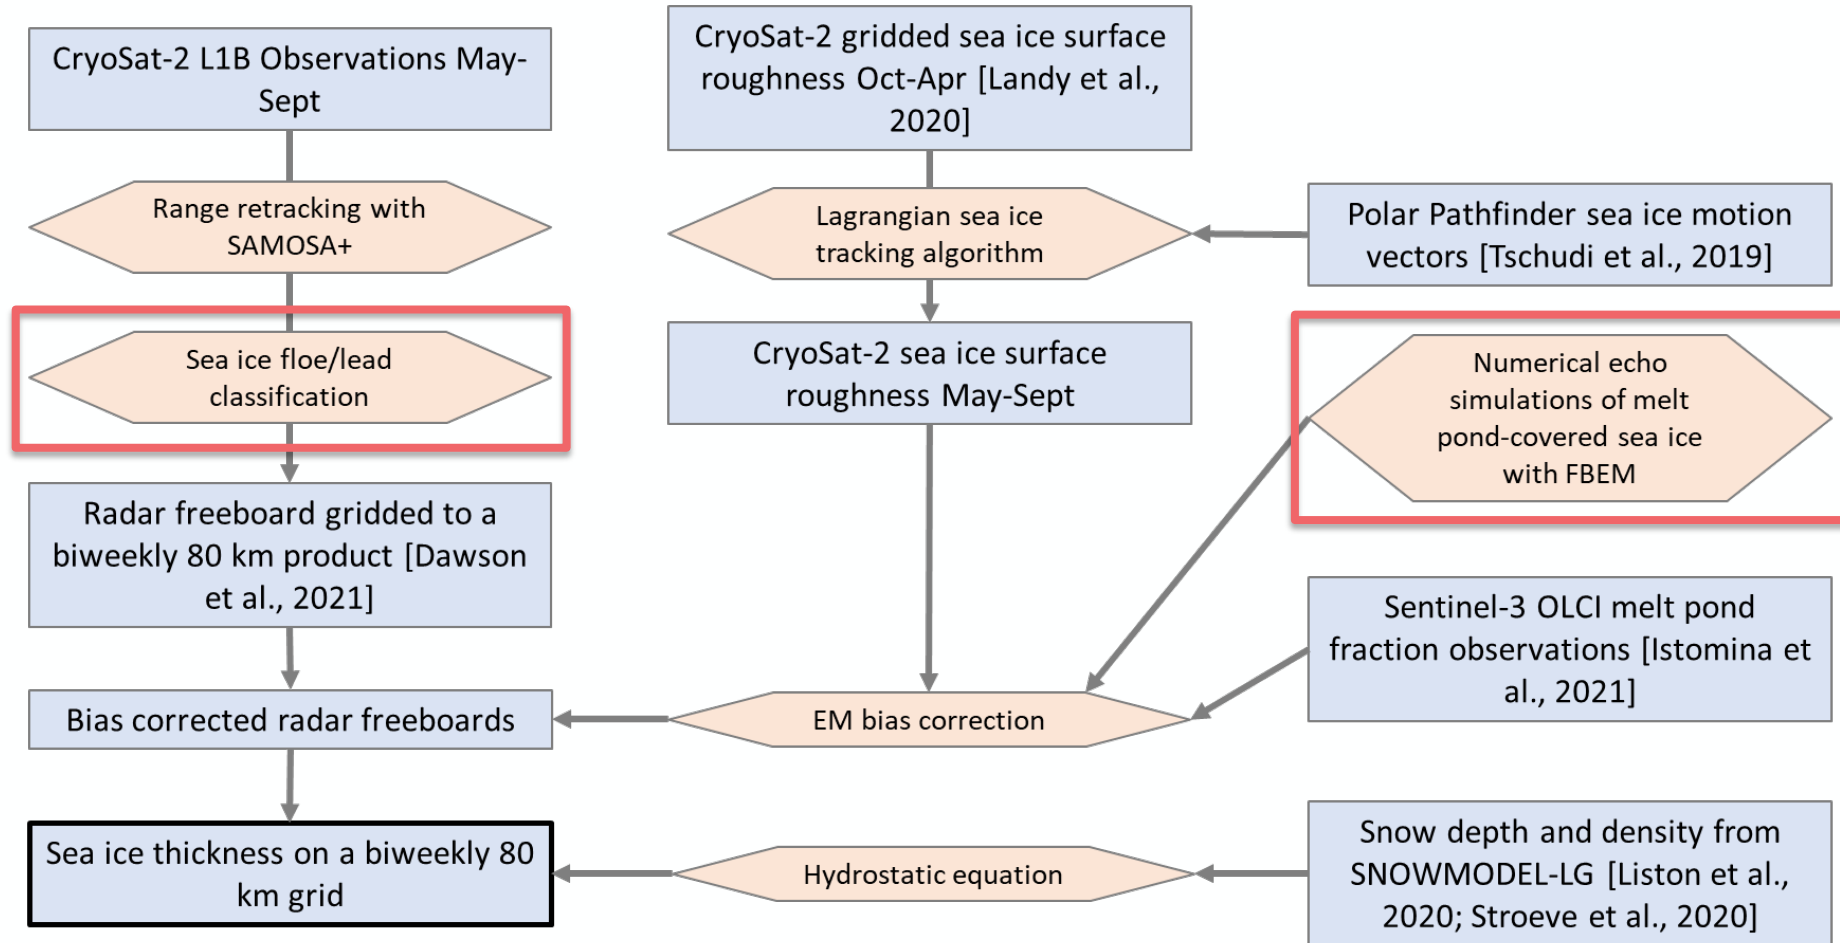 CryoSat-2 L1B Observations May-
Sept
Range retracking with
SAMOSA+
Sea ice floe/lead
classification
Radar freeboard gridded to a
biweekly 80 km product [Dawson
et al., 2021]
Bias corrected radar freeboards
Sea ice thickness on a biweekly 80
km grid
CryoSat-2 gridded sea ice surface
roughness Oct-Apr [Landy et al.,
2020]
Lagrangian sea ice
tracking algorithm
CryoSat-2 sea ice surface
roughness May-Sept
EM bias correction
Hydrostatic equation
Polar Pathfinder sea ice motion
vectors [Tschudi et al., 2019]
Numerical echo
simulations of melt
pond-covered sea ice
with FBEM
Sentinel-3 OLCI melt pond
fraction observations [Istomina et
al., 2021]
Snow depth and density from
SNOWMODEL-LG [Liston et al.,
2020; Stroeve et al., 2020]